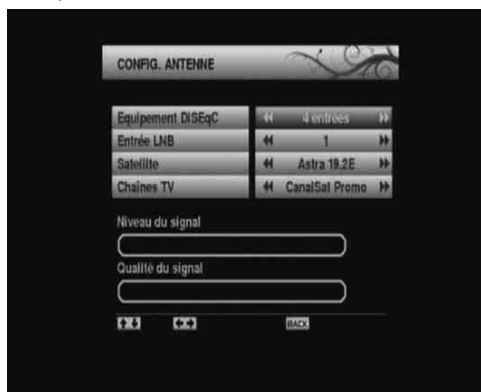 CONFIG. ANTENNE
Equipement DiSEqC 4 entrées
Entrée LNB 1
Satellite Astra 19.2E
Chaines TV CanalSat Promo
Niveau du signal
Qualité du signal
BACK